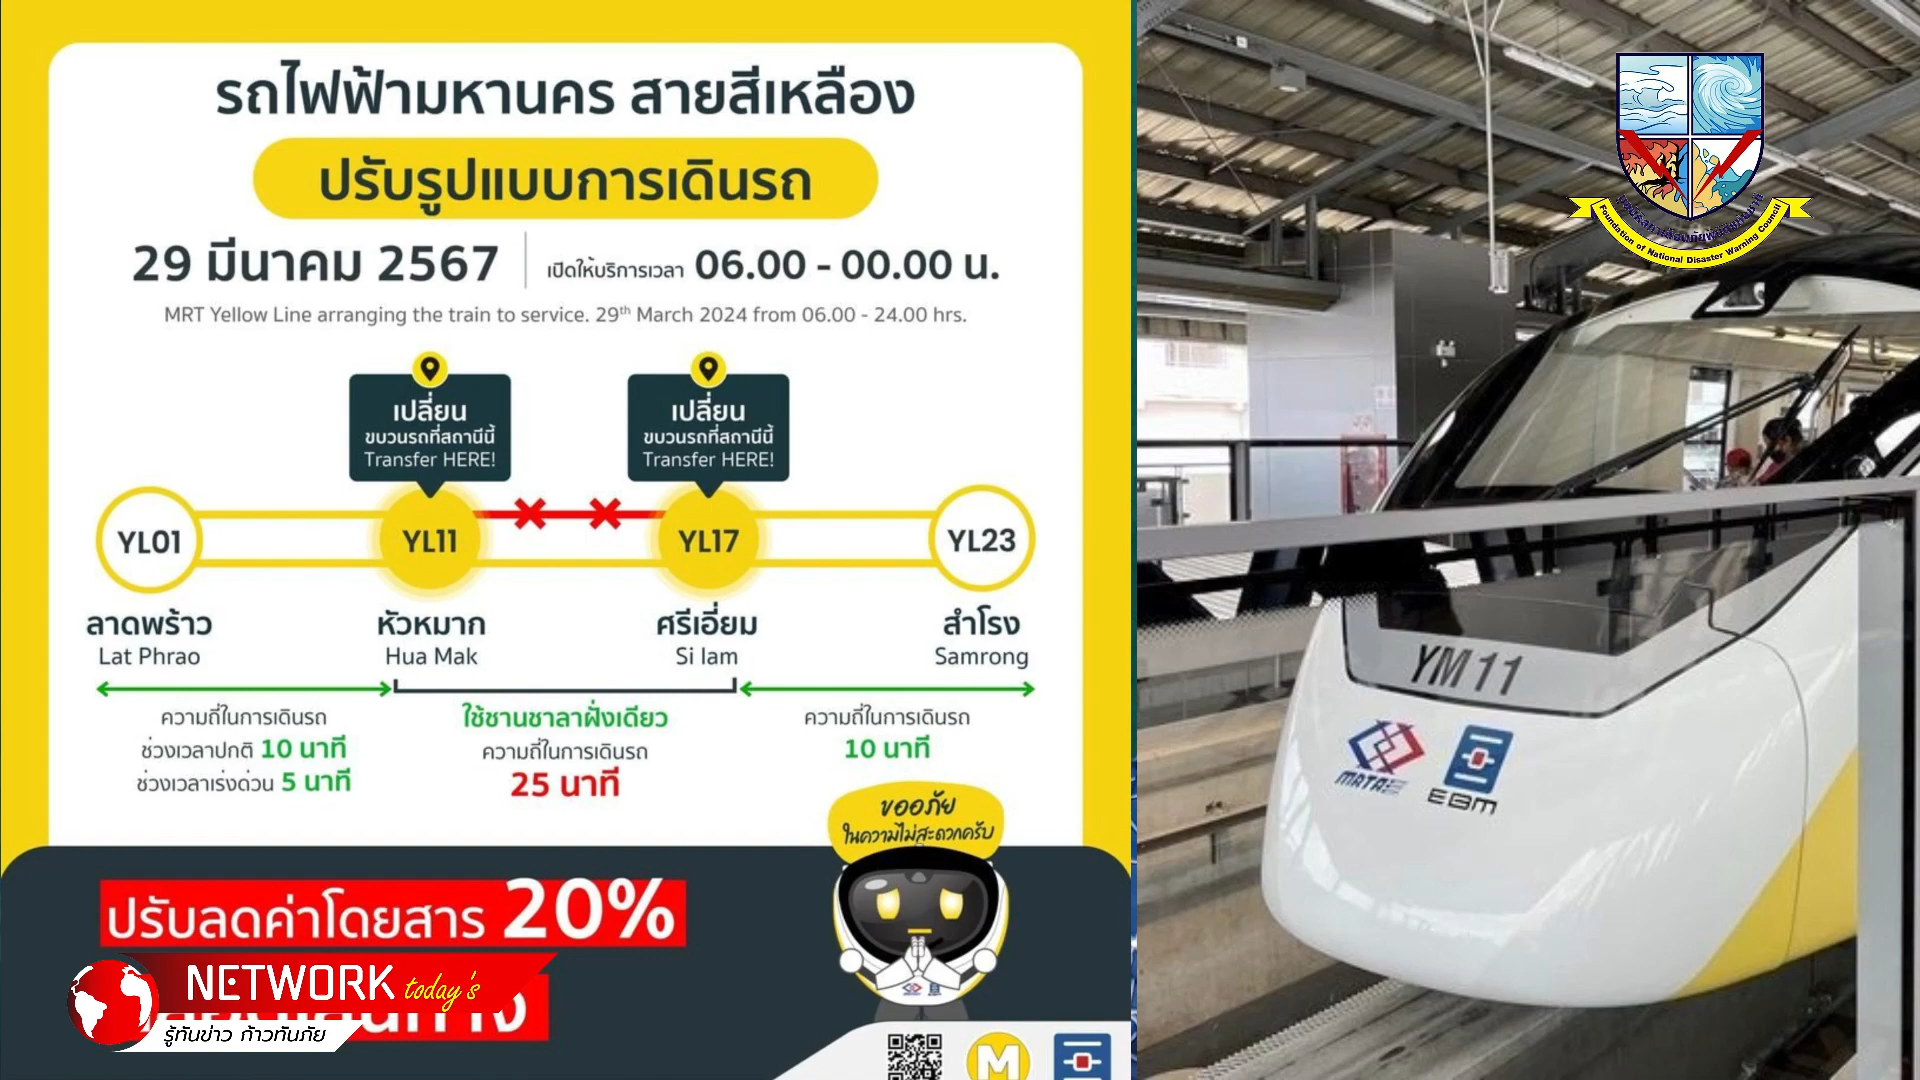 รถไฟฟ้ามหานคร สายสีเหลือง
ปรับรูปแบบการเดินรถ
29 มีนาคม 2567
เปิดให้บริการเวลา 06.00 - 00.00 น.
MRT Yellow Line arranging the train to service. 29th March 2024 from 06.00 - 24.00 hrs.
เปลี่ยน
ขบวนรถที่สถานีนี้
Transfer HERE!
เปลี่ยน
ขบวนรถที่สถานีนี้
Transfer HERE!
YL01
YL11
YL17
YL23
ลาดพร้าว
Lat Phrao
หัวหมาก
Hua Mak
ศรีเอี่ยม
Si Iam
สำโรง
Samrong
ความถี่ในการเดินรถ
ช่วงเวลาปกติ 10 นาที
ช่วงเวลาเร่งด่วน 5 นาที
ใช้ชานชาลาฝั่งเดียว
ความถี่ในการเดินรถ
25 นาที
ความถี่ในการเดินรถ
10 นาที
ขออภัย
ในความไม่สะดวกครับ
ปรับลดค่าโดยสาร 20%
NETWORK today's
รู้ทันข่าว ก้าวทันภัย
M
Foundation of National Disaster Warning Council
YM11
MRTA
EBM